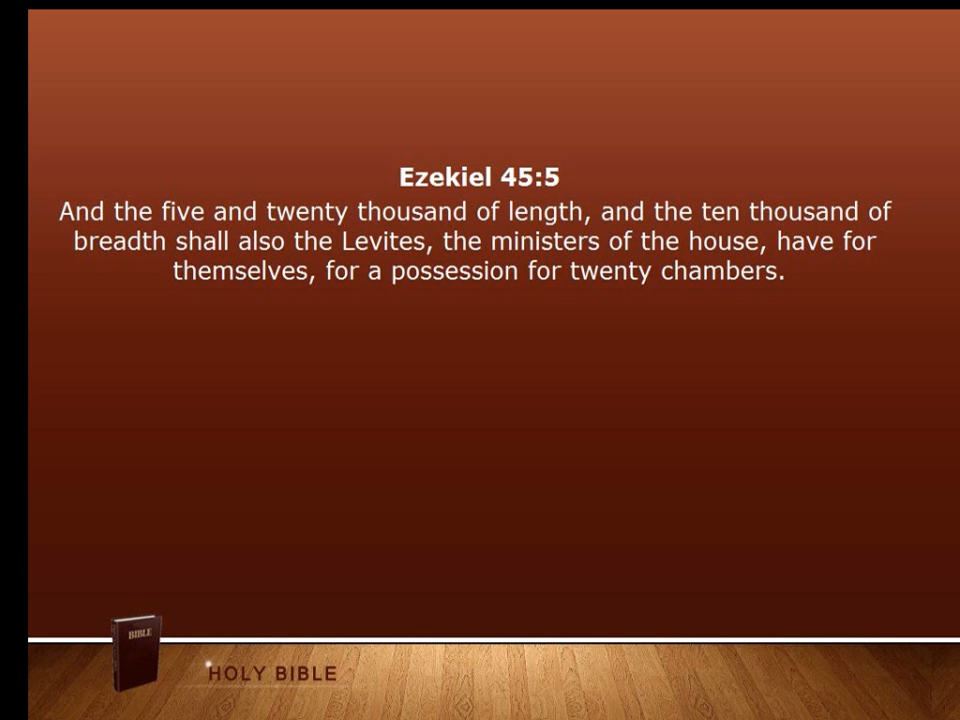 Ezekiel 45:5
And the five and twenty thousand of length, and the ten thousand of
breadth shall also the Levites, the ministers of the house, have for
themselves, for a possession for twenty chambers.
BIBLE
HOLY BIBLE